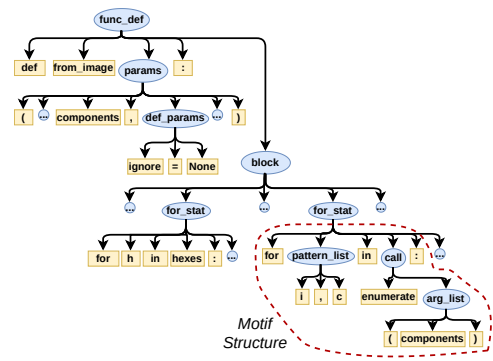 func_def
def from_image params :
( ... components , def_params ... )
ignore = None
block
... for_stat ... for_stat ...
for h in hexes : ... for pattern_list in call : ...
i , c enumerate arg_list
( components )
Motif
Structure